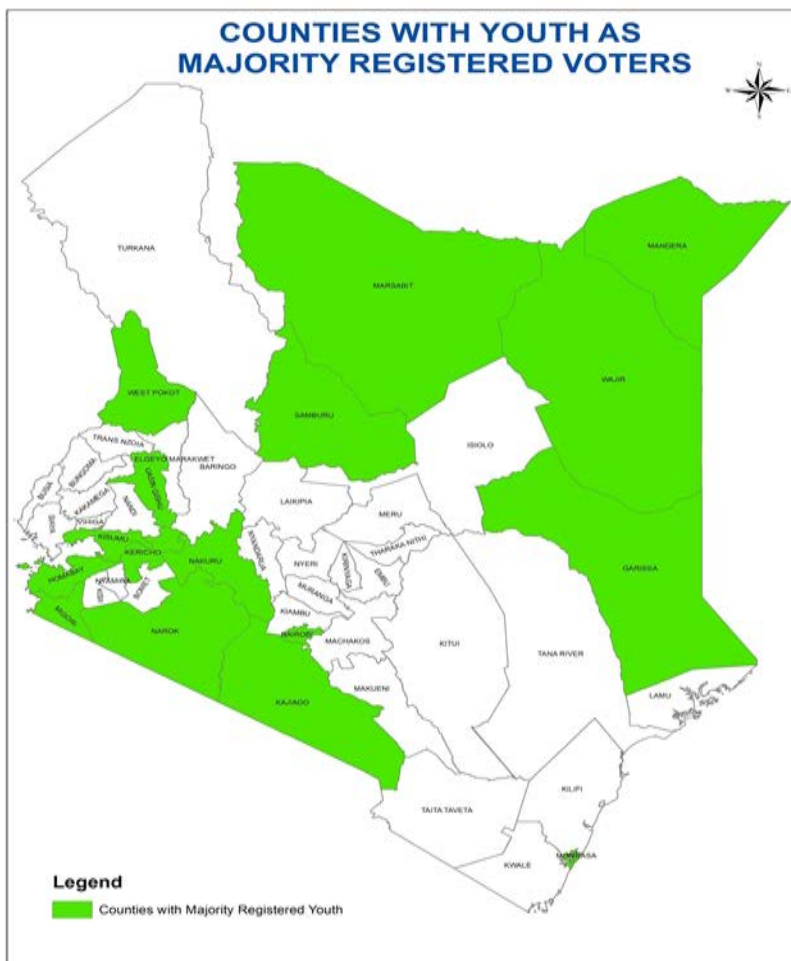 COUNTIES WITH YOUTH AS
MAJORITY REGISTERED VOTERS
N
W
E
S
TURKANA
MANDERA
MARSABIT
WAJIR
WEST POKOT
SAMBURU
ISIOLO
TRANS NZOIA
ELGEYO MARAKWET
BARINGO
BUNGOMA
BUSIA
UASIN GISHU
KAKAMEGA
NANDI
LAIKIPIA
MERU
SIAYA
VIHIGA
KISUMU
KERICHO
NAKURU
NYANDARUA
THARAKA NITHI
NYERI
KIRINYAGA
EMBU
GARISSA
HOMABAY
NYAMIRA
KISII
BOMET
MURANGA
KIAMBU
MIGORI
NAROK
NAIROBI
MACHAKOS
KITUI
TANA RIVER
MAKUENI
KAJIADO
LAMU
KILIFI
TAITA TAVETA
MOMBASA
KWALE
Legend
Counties with Majority Registered Youth